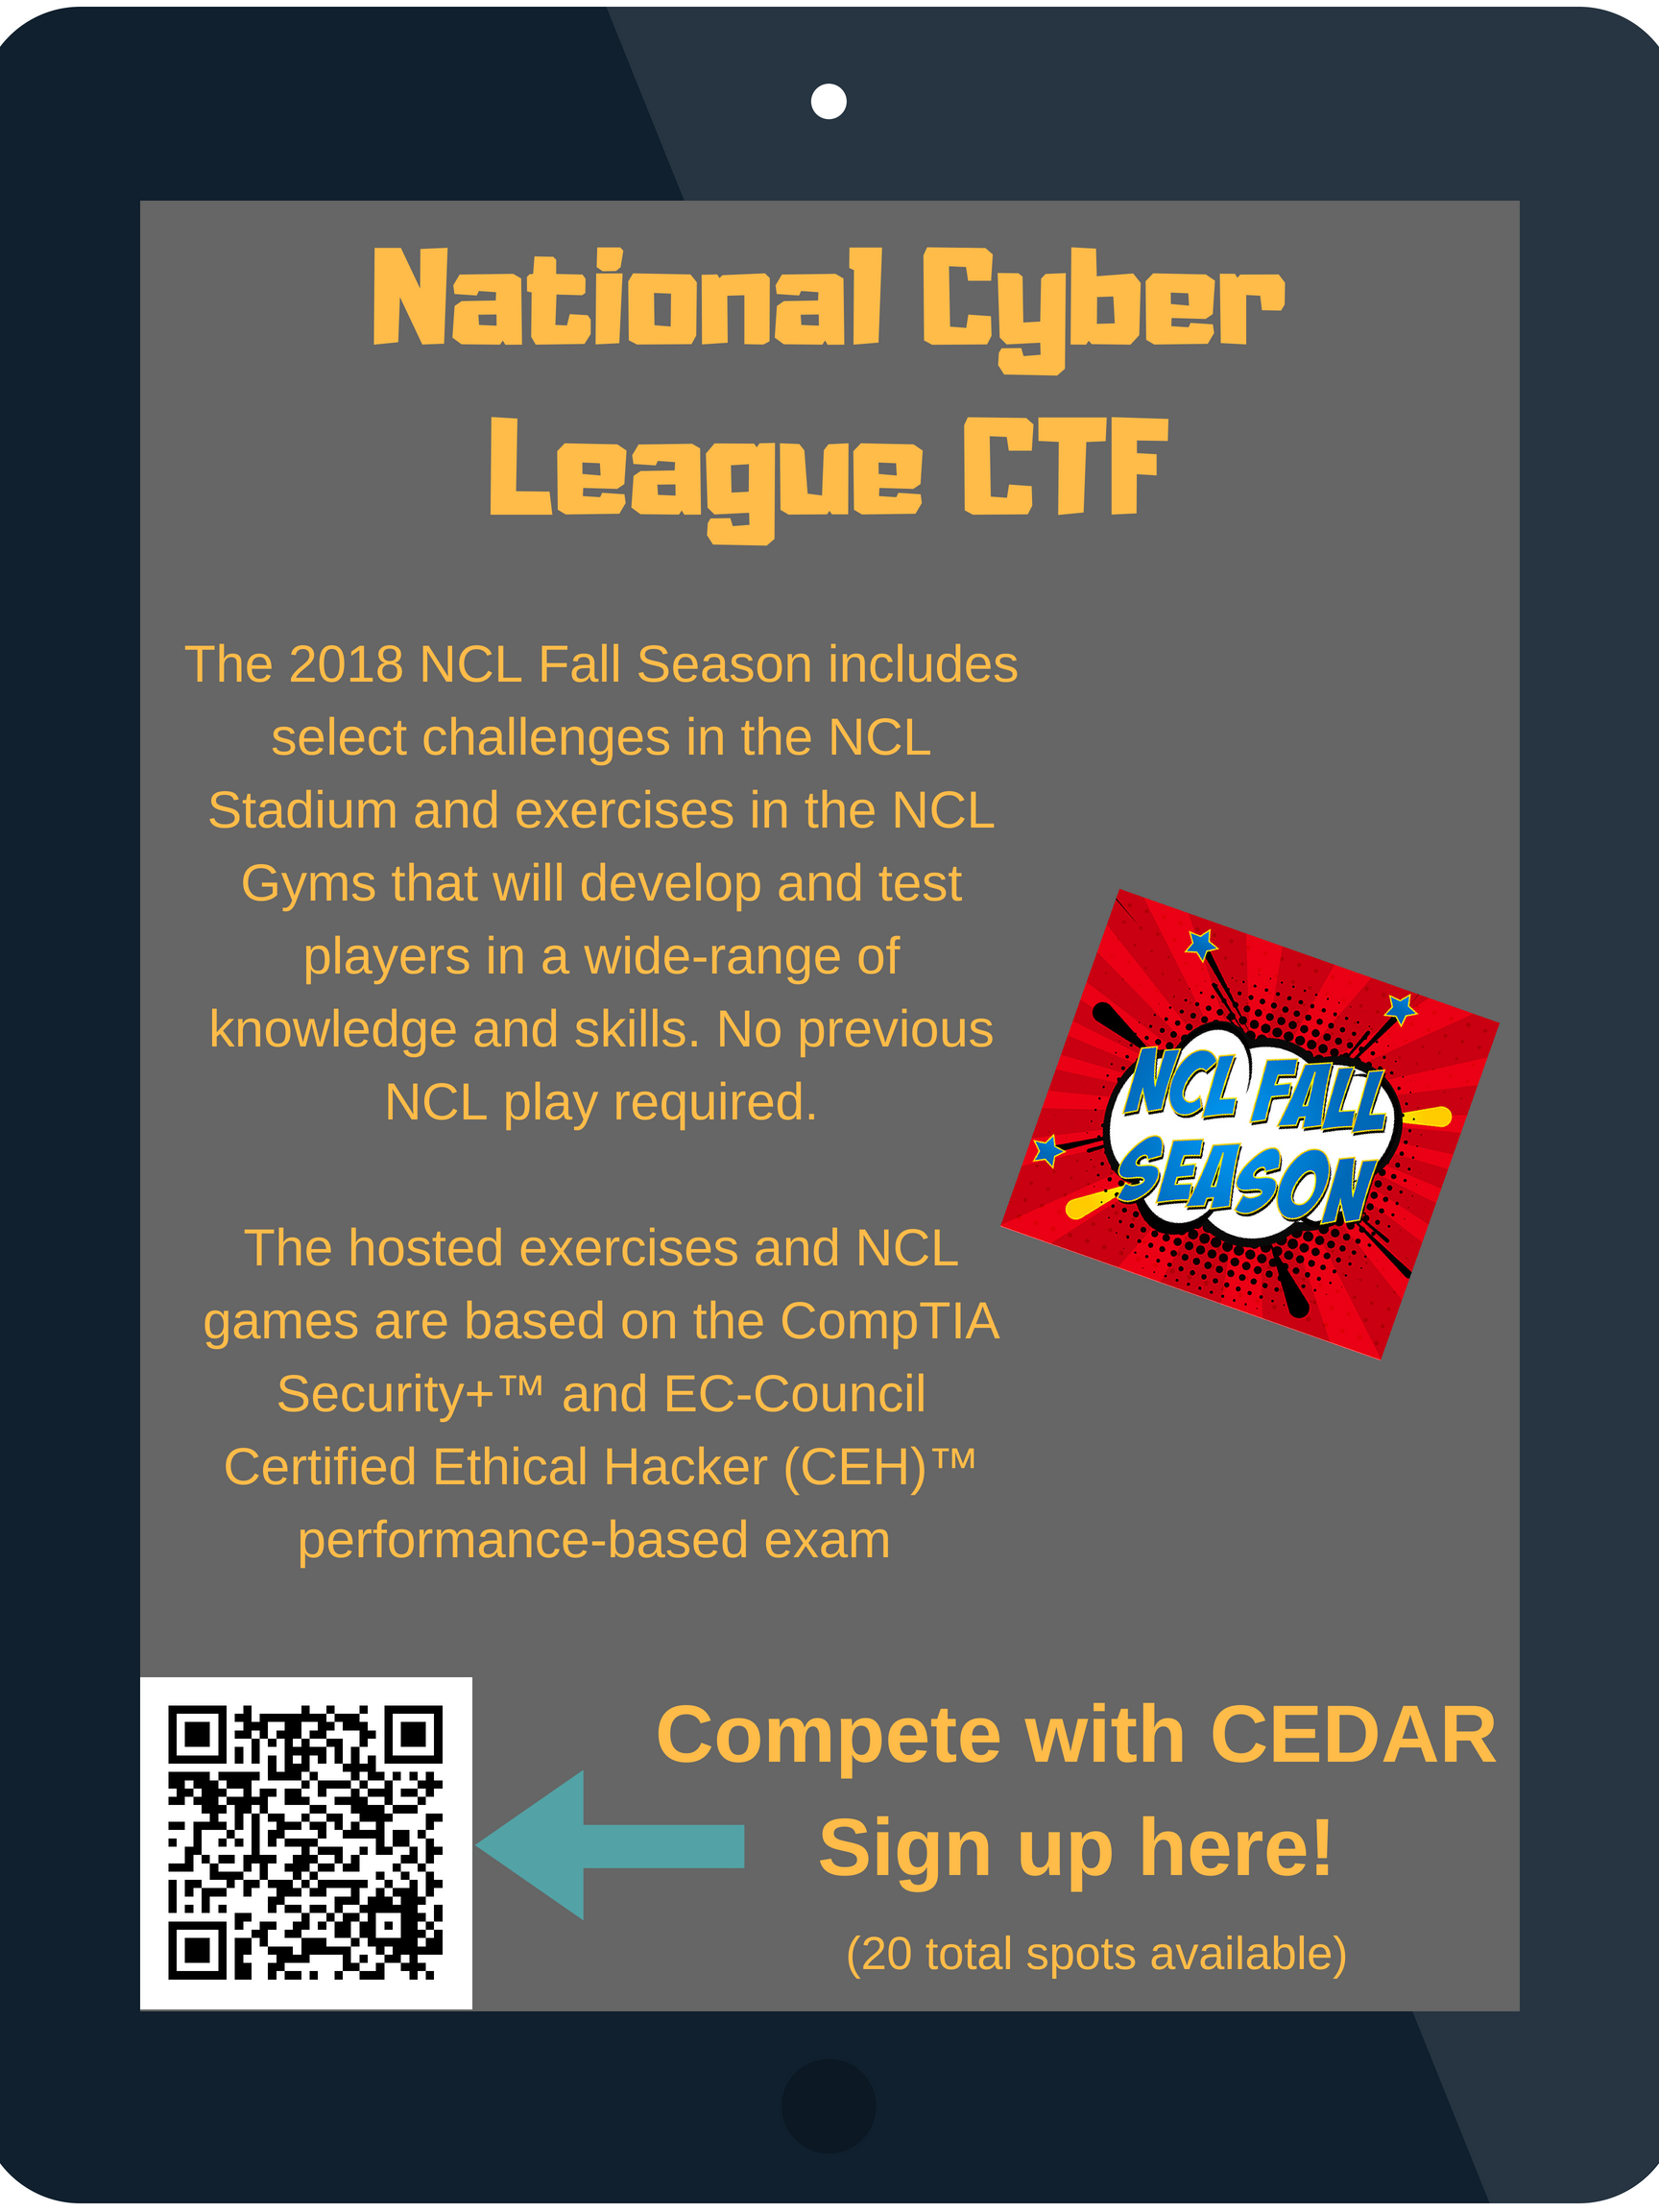 National Cyber
League CTF
The 2018 NCL Fall Season includes
select challenges in the NCL
Stadium and exercises in the NCL
Gyms that will develop and test
players in a wide-range of
knowledge and skills. No previous
NCL play required.
NCL FALL
SEASON
The hosted exercises and NCL
games are based on the CompTIA
Security+™ and EC-Council
Certified Ethical Hacker (CEH)™
performance-based exam
Compete with CEDAR
Sign up here!
(20 total spots available)